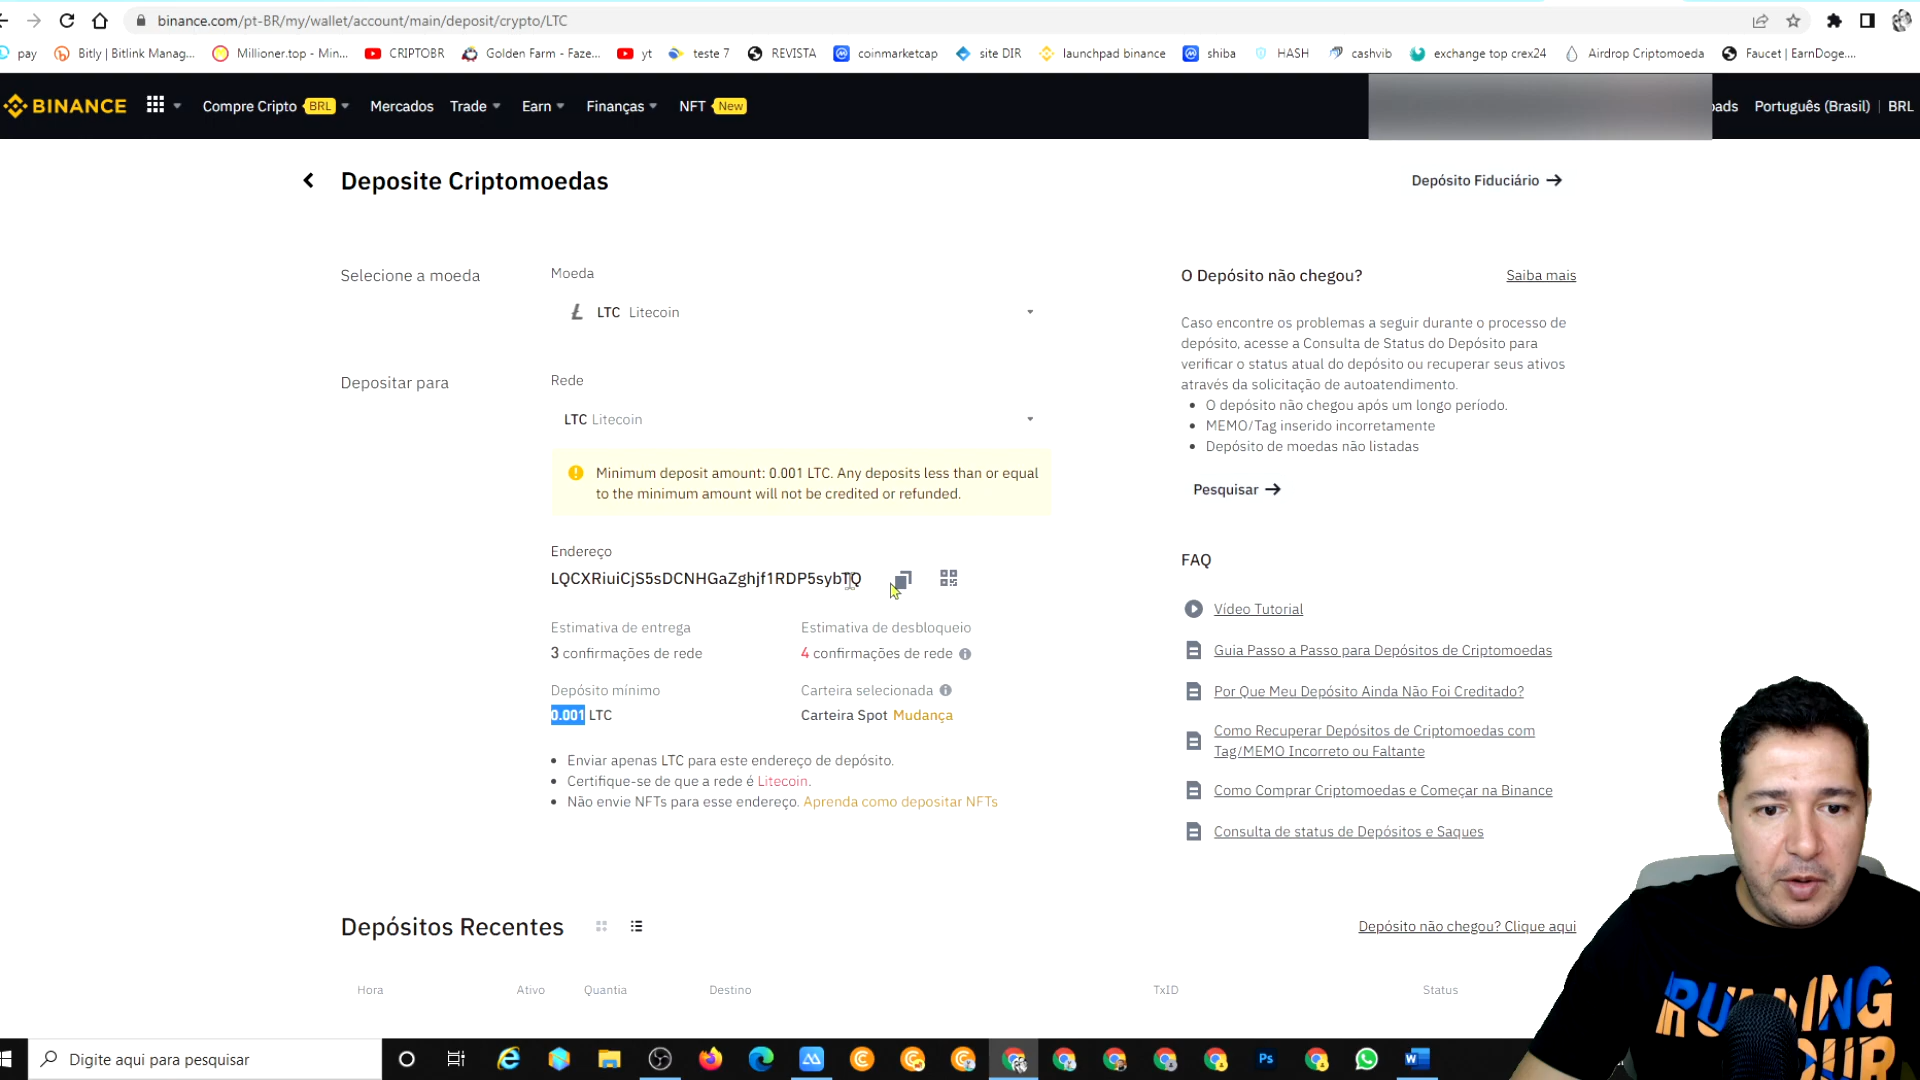 binance.com/pt-BR/my/wallet/account/main/deposit/crypto/LTC
pay
Bitly | Bitlink Manag...
Millioner.top - Min...
CRIPTOBR
Golden Farm - Faze...
yt
teste 7
REVISTA
coinmarketcap
site DIR
launchpad binance
shiba
HASH
cashvib
exchange top crex24
Airdrop Criptomoeda
Faucet | EarnDoge....
BINANCE
Compre Cripto BRL
Mercados
Trade
Earn
Finanças
NFT New
oads
Português (Brasil) | BRL
Deposite Criptomoedas
Depósito Fiduciário
Selecione a moeda
Moeda
LTC Litecoin
Depositar para
Rede
LTC Litecoin
Minimum deposit amount: 0.001 LTC. Any deposits less than or equal
to the minimum amount will not be credited or refunded.
Endereço
LQCXRiuiCjS5sDCNHGaZghjf1RDP5sybTQ
Estimativa de entrega
3 confirmações de rede
Estimativa de desbloqueio
4 confirmações de rede
Depósito mínimo
0.001 LTC
Carteira selecionada
Carteira Spot Mudança
Enviar apenas LTC para este endereço de depósito.
Certifique-se de que a rede é Litecoin.
Não envie NFTs para esse endereço. Aprenda como depositar NFTs
O Depósito não chegou?
Saiba mais
Caso encontre os problemas a seguir durante o processo de
depósito, acesse a Consulta de Status do Depósito para
verificar o status atual do depósito ou recuperar seus ativos
através da solicitação de autoatendimento.
O depósito não chegou após um longo período.
MEMO/Tag inserido incorretamente
Depósito de moedas não listadas
Pesquisar
FAQ
Vídeo Tutorial
Guia Passo a Passo para Depósitos de Criptomoedas
Por Que Meu Depósito Ainda Não Foi Creditado?
Como Recuperar Depósitos de Criptomoedas com
Tag/MEMO Incorreto ou Faltante
Como Comprar Criptomoedas e Começar na Binance
Consulta de status de Depósitos e Saques
Depósitos Recentes
Depósito não chegou? Clique aqui
Hora
Ativo
Quantia
Destino
TxID
Status
RUNNING
OUR
Digite aqui para pesquisar
Ps